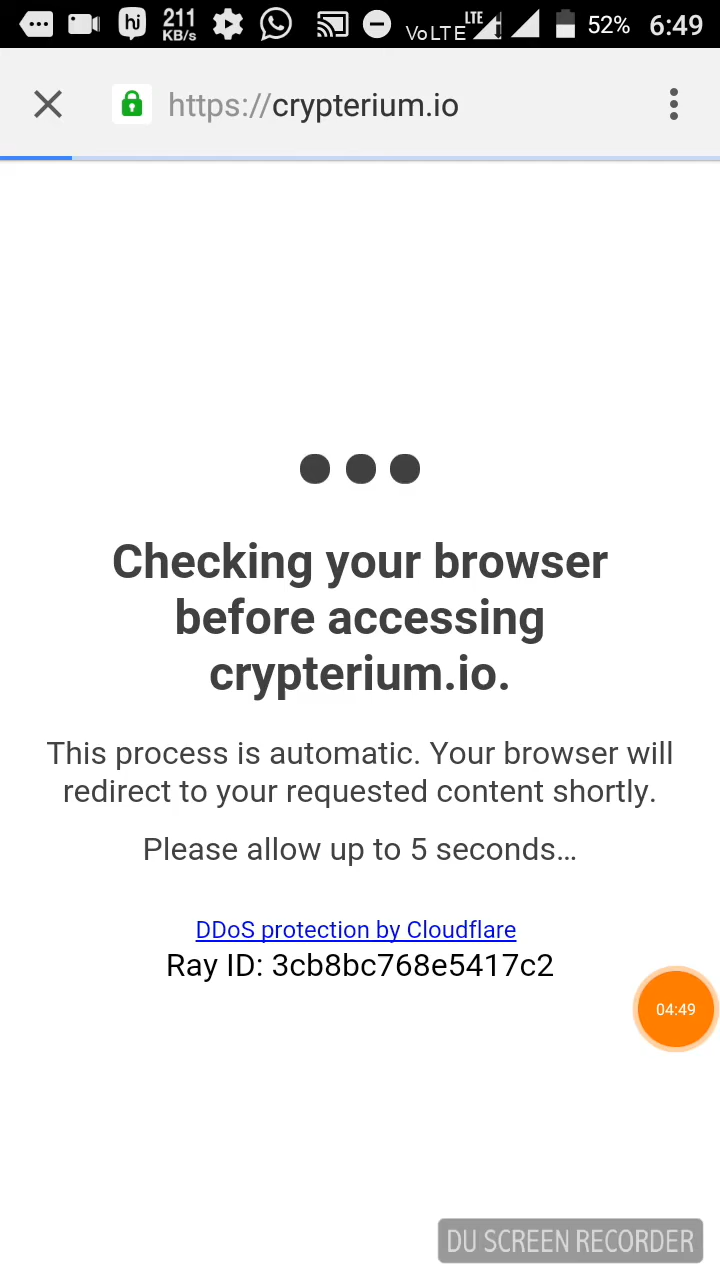 hi 211 KB/s VoLTE LTE 52% 6:49
https://crypterium.io
Checking your browser
before accessing
crypterium.io.
This process is automatic. Your browser will
redirect to your requested content shortly.
Please allow up to 5 seconds...
DDoS protection by Cloudflare
Ray ID: 3cb8bc768e5417c2
04:49
DU SCREEN RECORDER